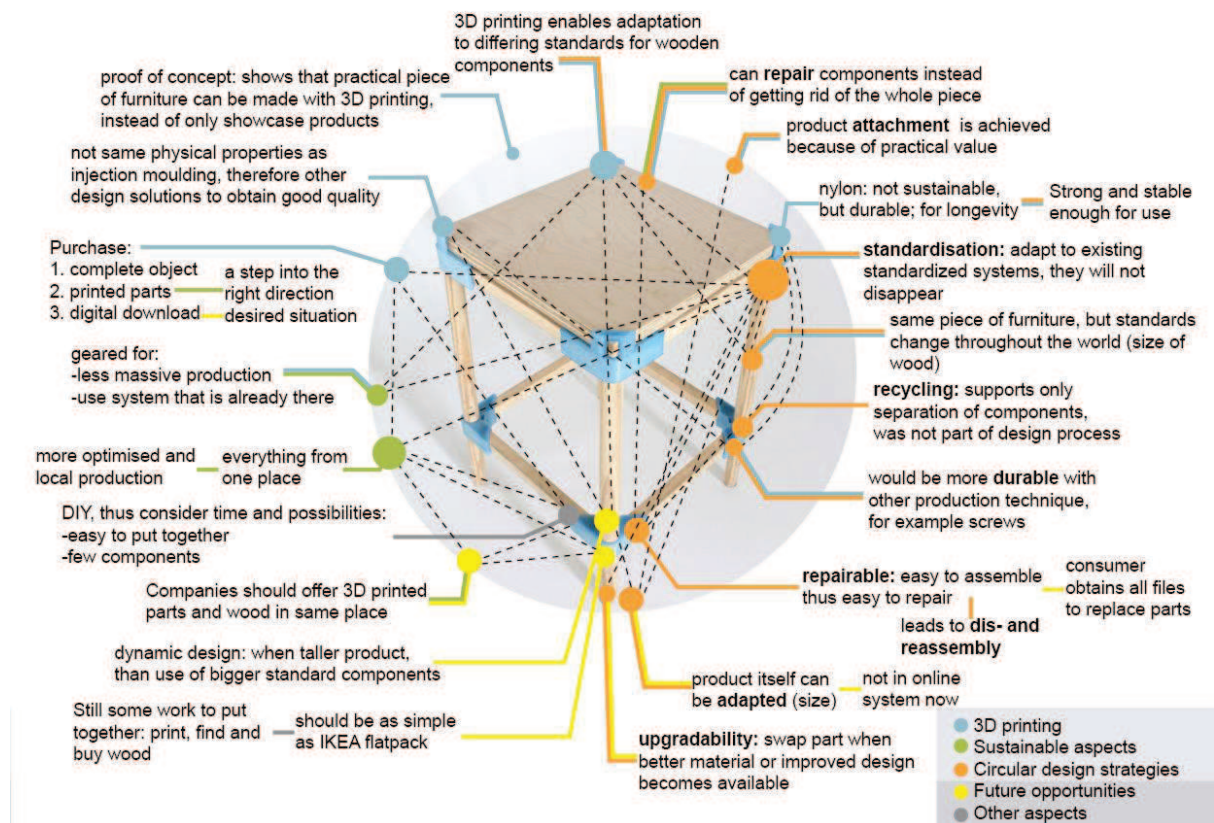 3D printing enables adaptation
to differing standards for wooden
components
proof of concept: shows that practical piece
of furniture can be made with 3D printing,
instead of only showcase products
can repair components instead
of getting rid of the whole piece
product attachment is achieved
because of practical value
not same physical properties as
injection moulding, therefore other
design solutions to obtain good quality
nylon: not sustainable,
but durable; for longevity
Strong and stable
enough for use
Purchase:
1. complete object
2. printed parts
3. digital download
a step into the
right direction
desired situation
standardisation: adapt to existing
standardized systems, they will not
disappear
same piece of furniture, but standards
change throughout the world (size of
wood)
geared for:
-less massive production
-use system that is already there
recycling: supports only
separation of components,
was not part of design process
more optimised and
local production
everything from
one place
would be more durable with
other production technique,
for example screws
DIY, thus consider time and possibilities:
-easy to put together
-few components
Companies should offer 3D printed
parts and wood in same place
repairable: easy to assemble
thus easy to repair
consumer
obtains all files
to replace parts
leads to dis- and
reassembly
dynamic design: when taller product,
than use of bigger standard components
product itself can
be adapted (size)
not in online
system now
Still some work to put
together: print, find and
buy wood
should be as simple
as IKEA flatpack
upgradability: swap part when
better material or improved design
becomes available
3D printing
Sustainable aspects
Circular design strategies
Future opportunities
Other aspects